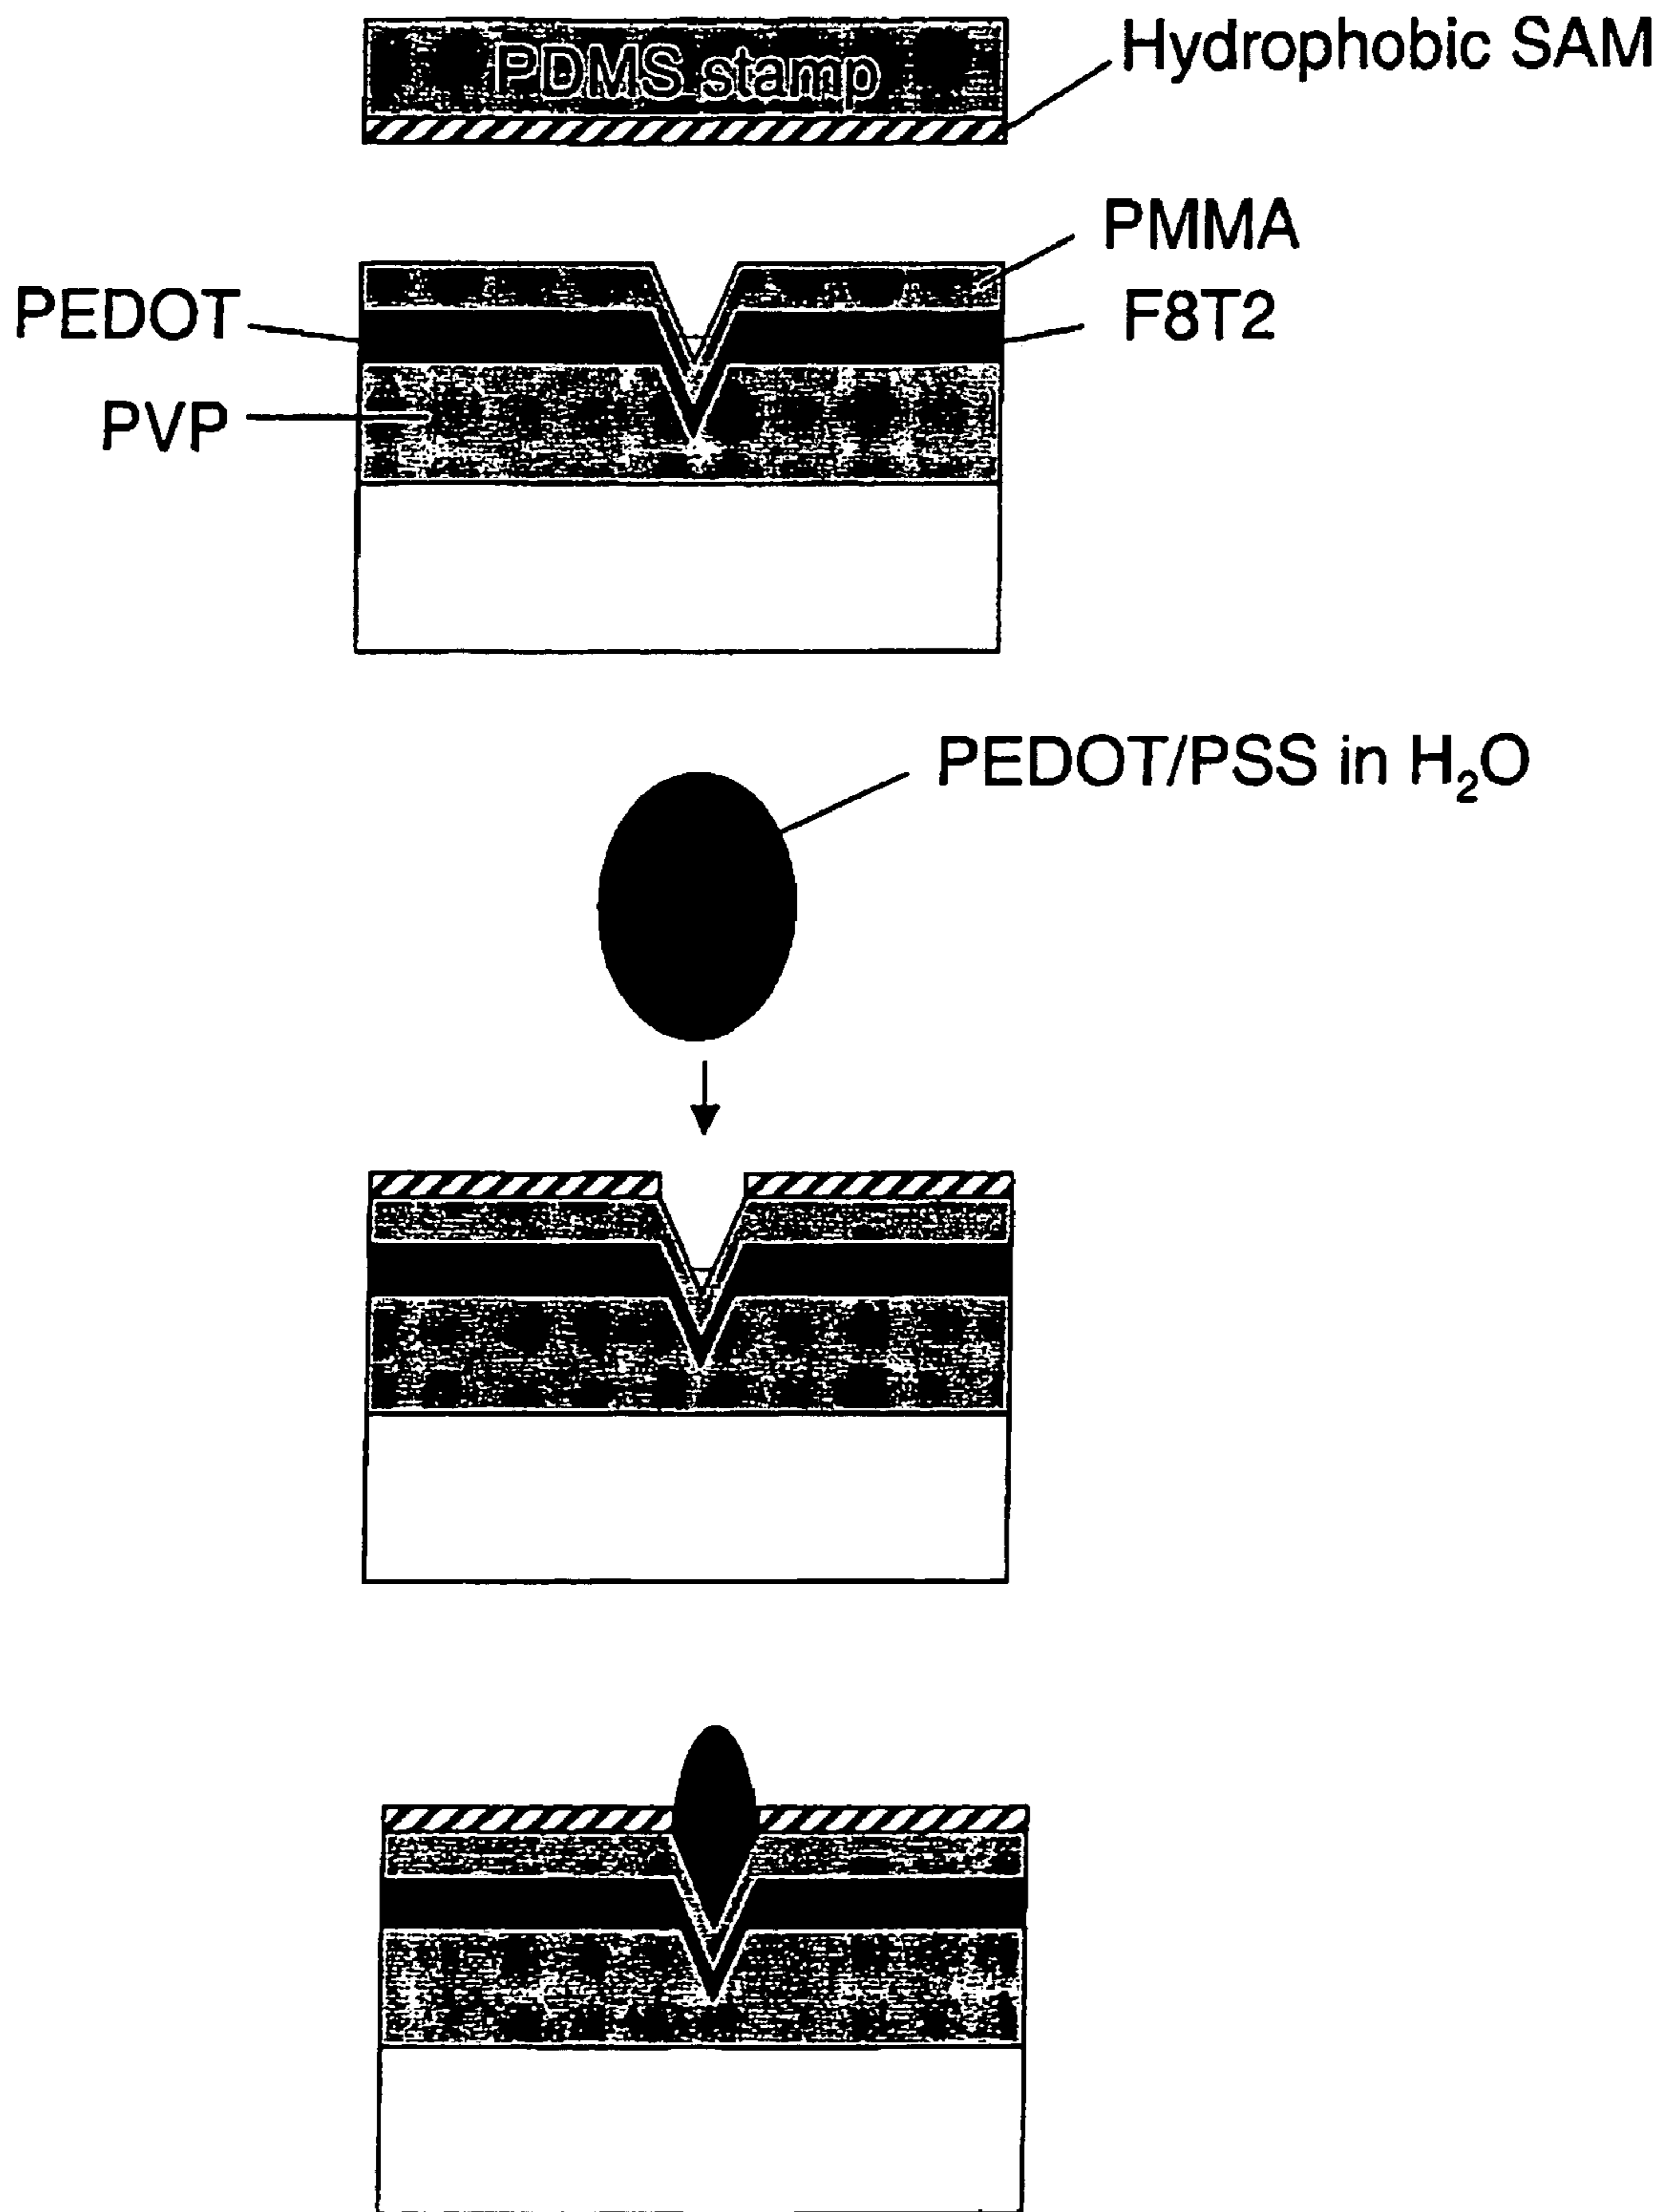 PDMS stamp
Hydrophobic SAM
PMMA
PEDOT
F8T2
PVP
PEDOT/PSS in H₂O